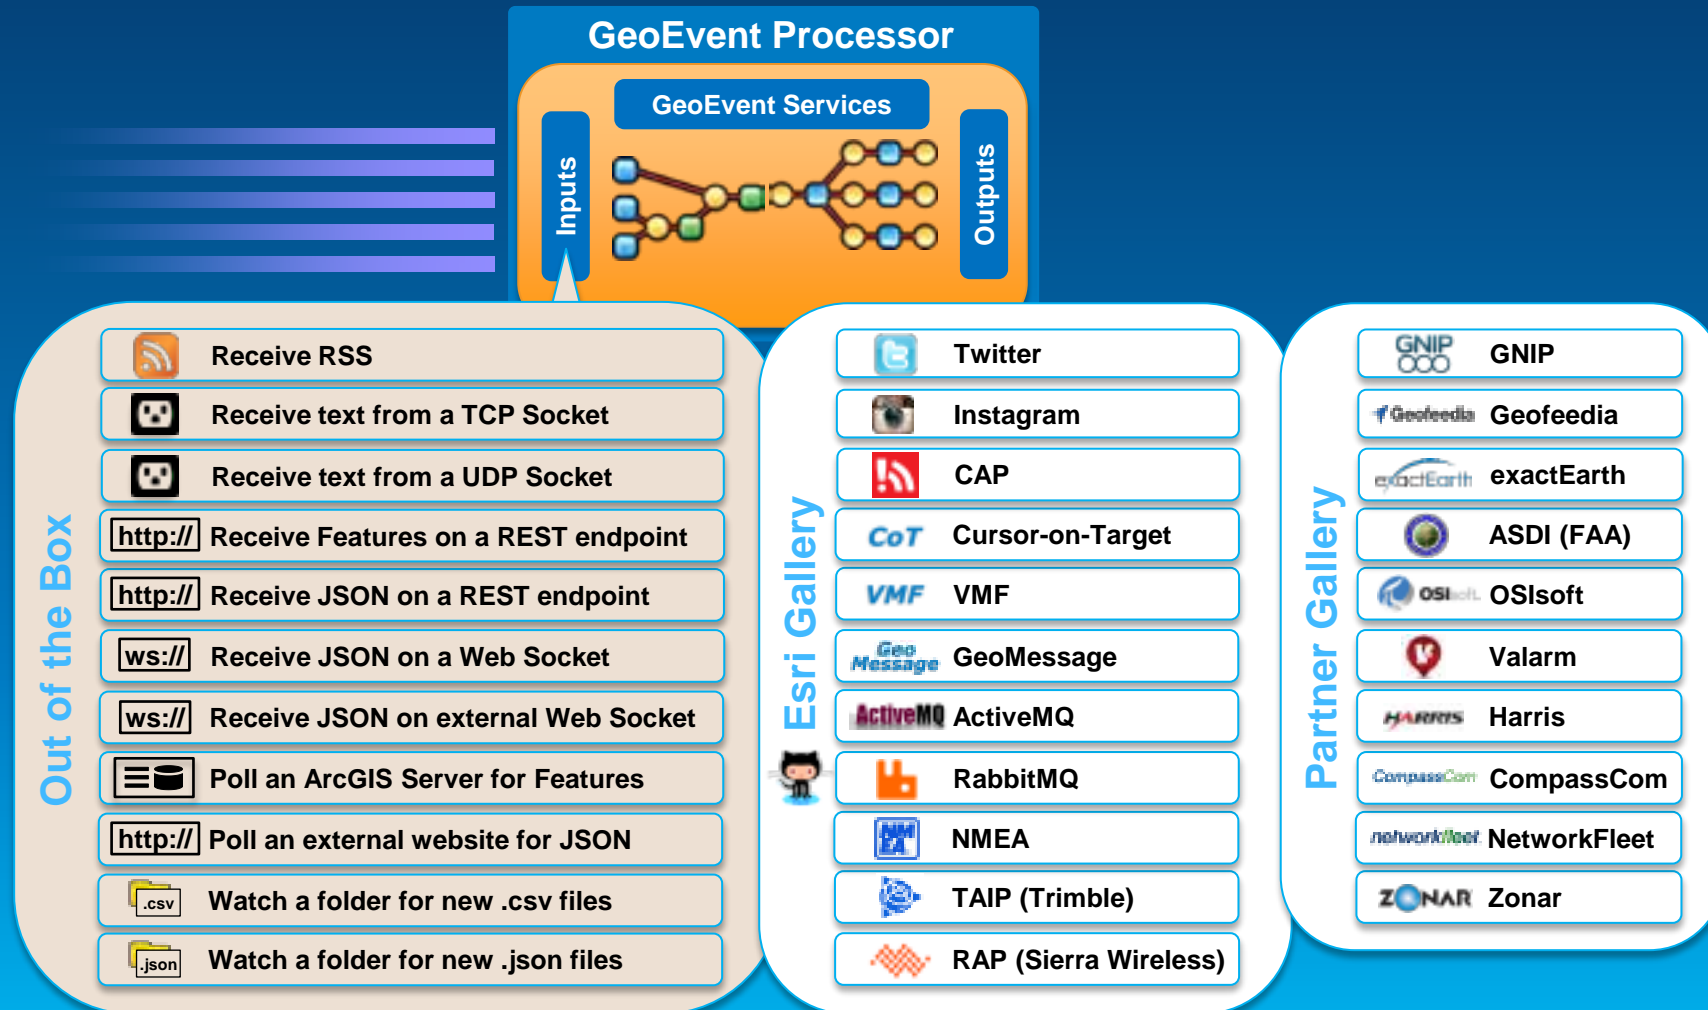 GeoEvent Processor
GeoEvent Services
Inputs
Outputs
Out of the Box
Receive RSS
Receive text from a TCP Socket
Receive text from a UDP Socket
http:// Receive Features on a REST endpoint
http:// Receive JSON on a REST endpoint
ws:// Receive JSON on a Web Socket
ws:// Receive JSON on external Web Socket
Poll an ArcGIS Server for Features
http:// Poll an external website for JSON
.csv Watch a folder for new .csv files
.json Watch a folder for new .json files
Esri Gallery
Twitter
Instagram
CAP
CoT Cursor-on-Target
VMF VMF
Geo
Message GeoMessage
ActiveMQ ActiveMQ
RabbitMQ
NMEA NMEA
TAIP (Trimble)
RAP (Sierra Wireless)
Partner Gallery
GNIP GNIP
Geofeedia Geofeedia
exactEarth exactEarth
ASDI (FAA)
OSIsoft. OSIsoft
Valarm
HARRIS Harris
CompassCom CompassCom
networkfleet NetworkFleet
ZONAR Zonar